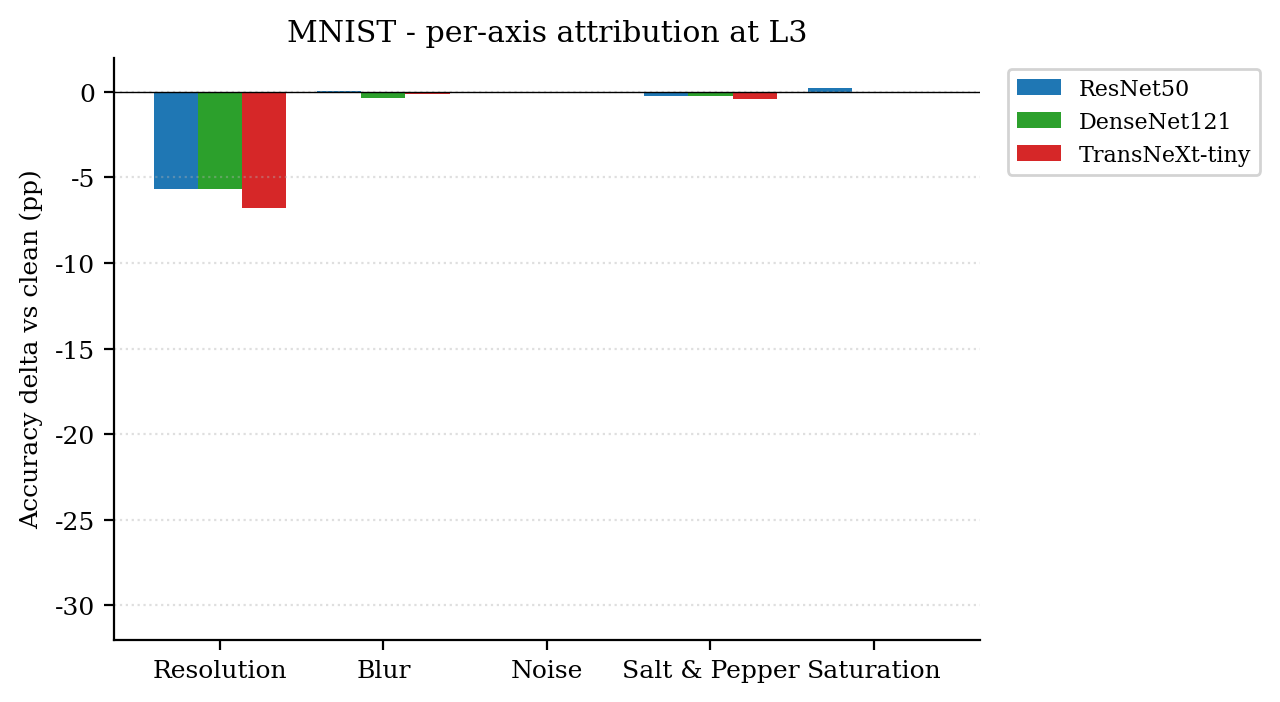 MNIST - per-axis attribution at L3
Accuracy delta vs clean (pp)
0
-5
-10
-15
-20
-25
-30
Resolution
Blur
Noise
Salt & Pepper
Saturation
ResNet50
DenseNet121
TransNeXt-tiny